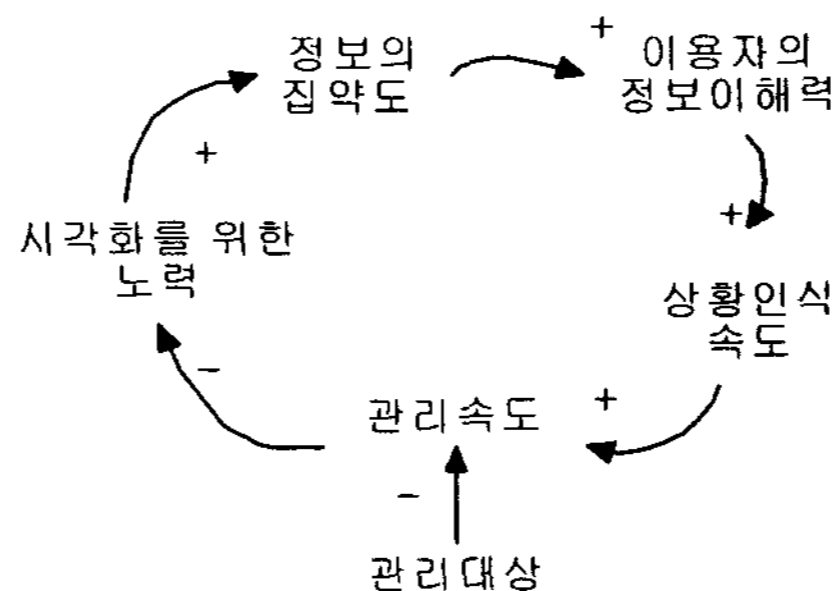 정보의
집약도
+
이용자의
정보이해력
+
+
시각화를 위한
노력
상황인식
속도
-
관리속도
+
-
관리대상